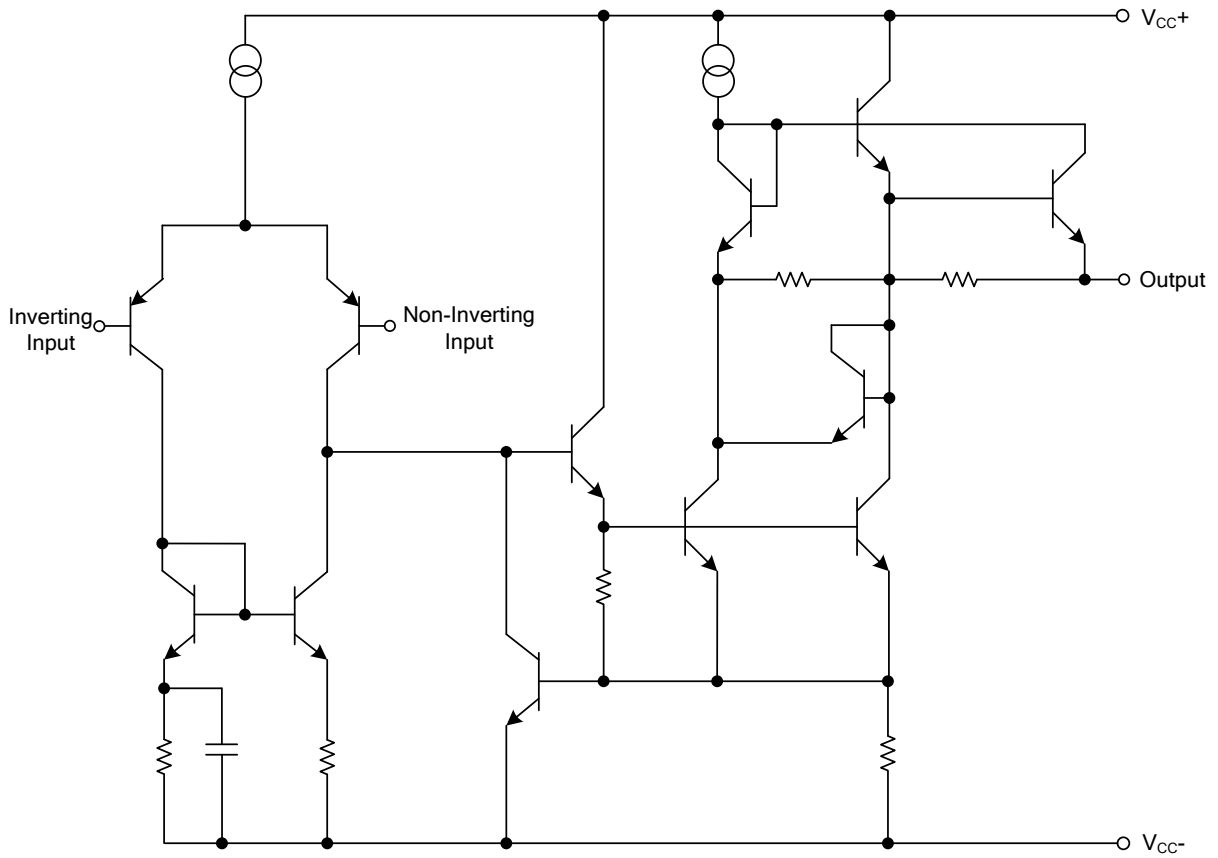 V<sub>CC</sub>+
Inverting
Input
Non-Inverting
Input
Output
V<sub>CC</sub>-